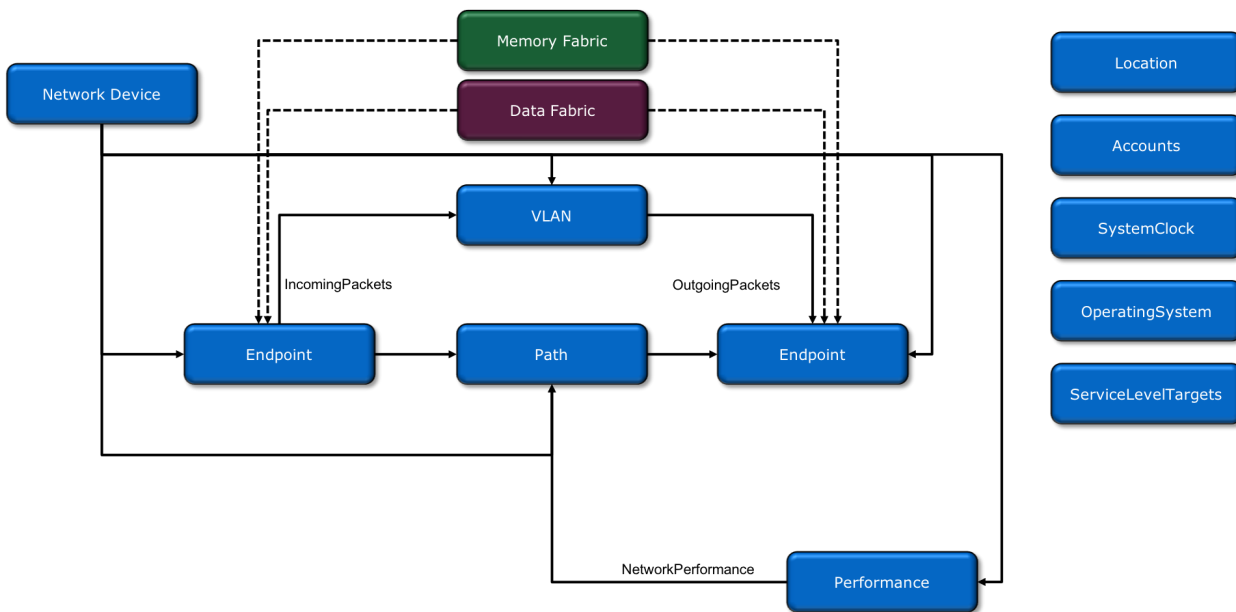 Memory Fabric
Location
Network Device
Data Fabric
Accounts
VLAN
SystemClock
IncomingPackets
OutgoingPackets
OperatingSystem
Endpoint
Path
Endpoint
ServiceLevelTargets
NetworkPerformance
Performance